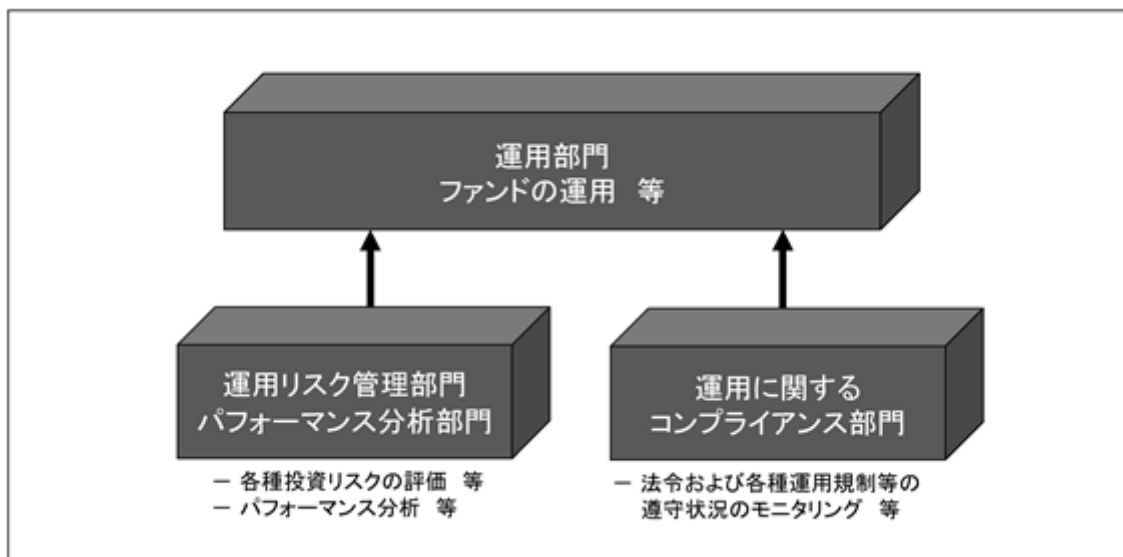 運用部門
ファンドの運用 等
運用リスク管理部門
パフォーマンス分析部門
－ 各種投資リスクの評価 等
－ パフォーマンス分析 等
運用に関する
コンプライアンス部門
－ 法令および各種運用規制等の
遵守状況のモニタリング 等